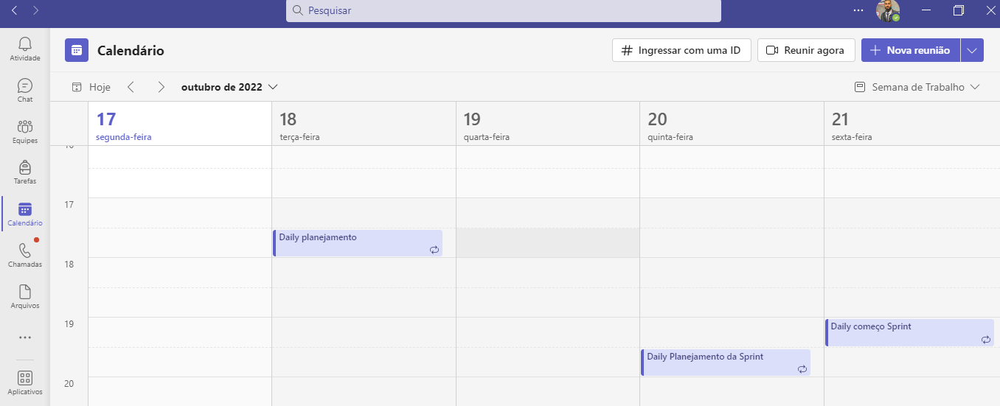 Pesquisar
Atividade
Chat
Equipes
Tarefas
Calendário
Chamadas
Arquivos
Aplicativos
Calendário
Ingressar com uma ID
Reunir agora
Nova reunião
Hoje
outubro de 2022
Semana de Trabalho
17
segunda-feira
18
terça-feira
19
quarta-feira
20
quinta-feira
21
sexta-feira
17
Daily planejamento
18
19
Daily começo Sprint
Daily Planejamento da Sprint
20